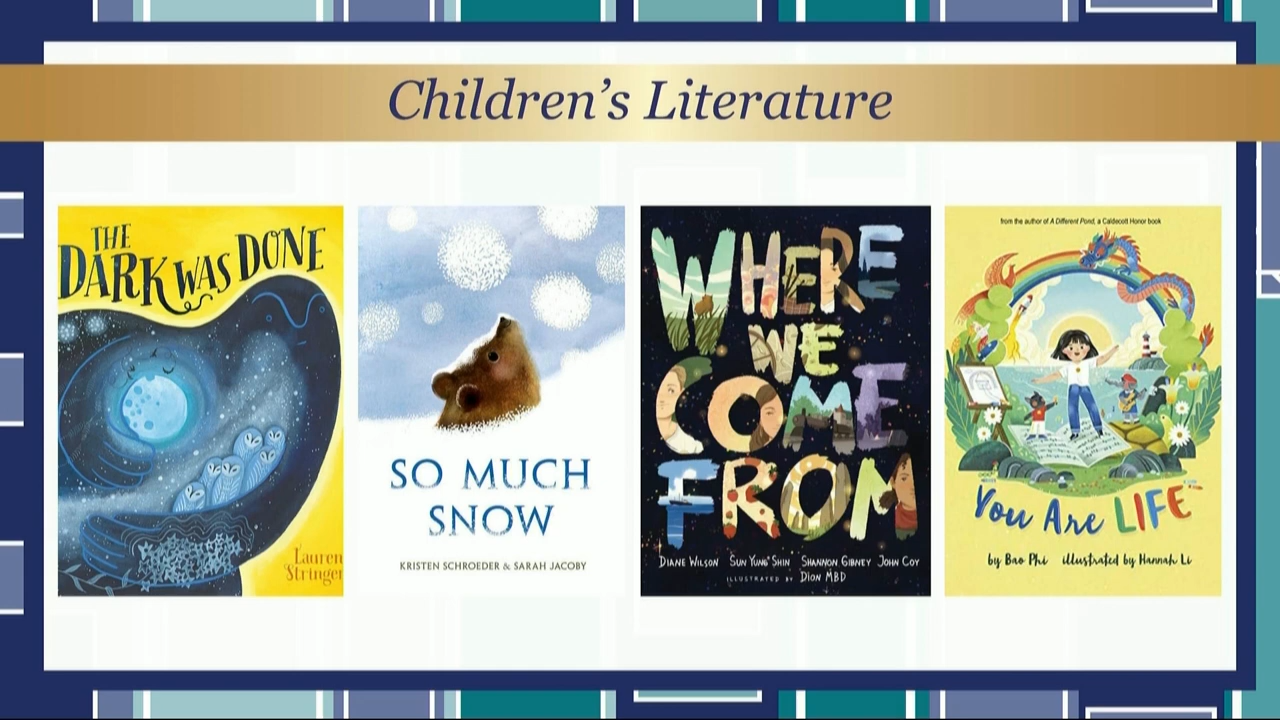 Children's Literature
THE
DARK WAS DONE
Lauren
Stringer
SO MUCH
SNOW
KRISTEN SCHROEDER & SARAH JACOBY
WHERE
WE
COME
FROM
DIANE WILSON SUN YUNG SHIN SHANNON GIBNEY JOHN COY
ILLUSTRATED BY DION MBD
from the author of A Different Pond, a Caldecott Honor book
You Are LIFE
by Bao Phi illustrated by Hannah Li